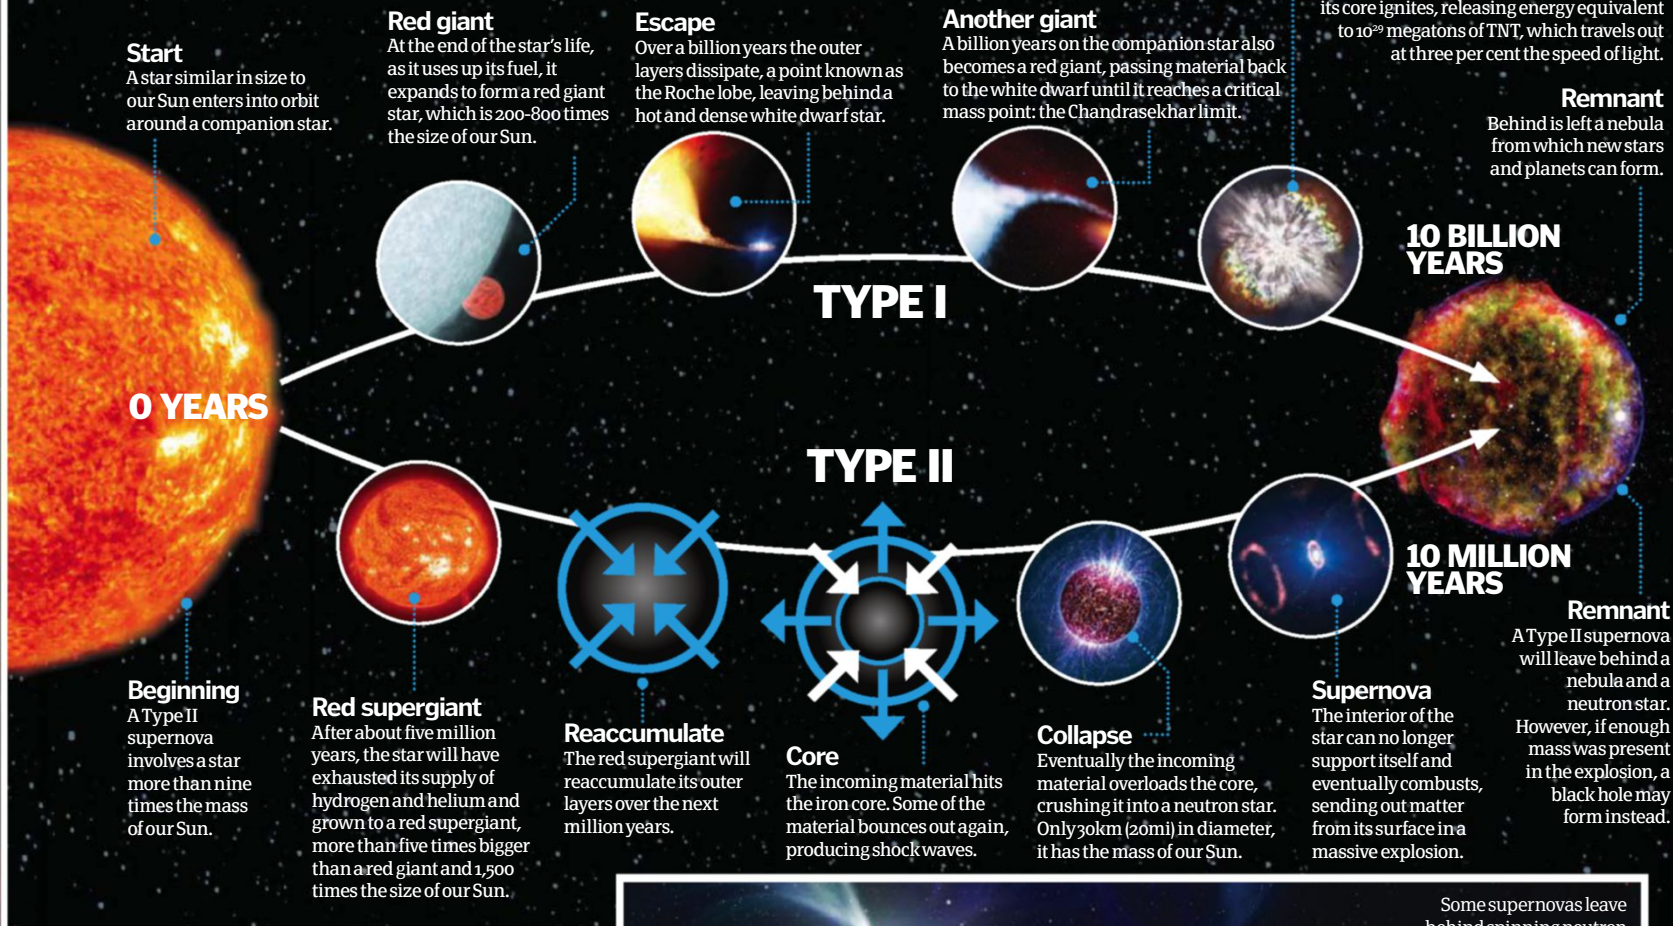 Start
A star similar in size to
our Sun enters into orbit
around a companion star.
Red giant
At the end of the star's life,
as it uses up its fuel, it
expands to form a red giant
star, which is 200-800 times
the size of our Sun.
Escape
Over a billion years the outer
layers dissipate, a point known as
the Roche lobe, leaving behind a
hot and dense white dwarf star.
Another giant
A billion years on the companion star also
becomes a red giant, passing material back
to the white dwarf until it reaches a critical
mass point: the Chandrasekhar limit.
its core ignites, releasing energy equivalent
to 10²⁹ megatons of TNT, which travels out
at three per cent the speed of light.
Remnant
Behind is left a nebula
from which new stars
and planets can form.
10 BILLION
YEARS
TYPE I
0 YEARS
TYPE II
10 MILLION
YEARS
Beginning
A Type II
supernova
involves a star
more than nine
times the mass
of our Sun.
Red supergiant
After about five million
years, the star will have
exhausted its supply of
hydrogen and helium and
grown to a red supergiant,
more than five times bigger
than a red giant and 1,500
times the size of our Sun.
Reaccumulate
The red supergiant will
reaccumulate its outer
layers over the next
million years.
Core
The incoming material hits
the iron core. Some of the
material bounces out again,
producing shock waves.
Collapse
Eventually the incoming
material overloads the core,
crushing it into a neutron star.
Only 30km (20mi) in diameter,
it has the mass of our Sun.
Supernova
The interior of the
star can no longer
support itself and
eventually combusts,
sending out matter
from its surface in a
massive explosion.
Remnant
A Type II supernova
will leave behind a
nebula and a
neutron star.
However, if enough
mass was present
in the explosion, a
black hole may
form instead.
Some supernovas leave
behind spinning neutron